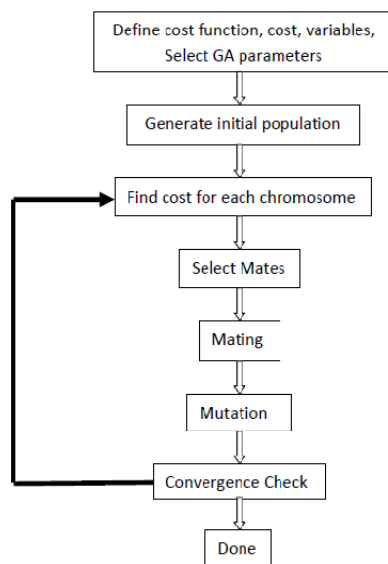 Define cost function, cost, variables,
Select GA parameters
Generate initial population
Find cost for each chromosome
Select Mates
Mating
Mutation
Convergence Check
Done